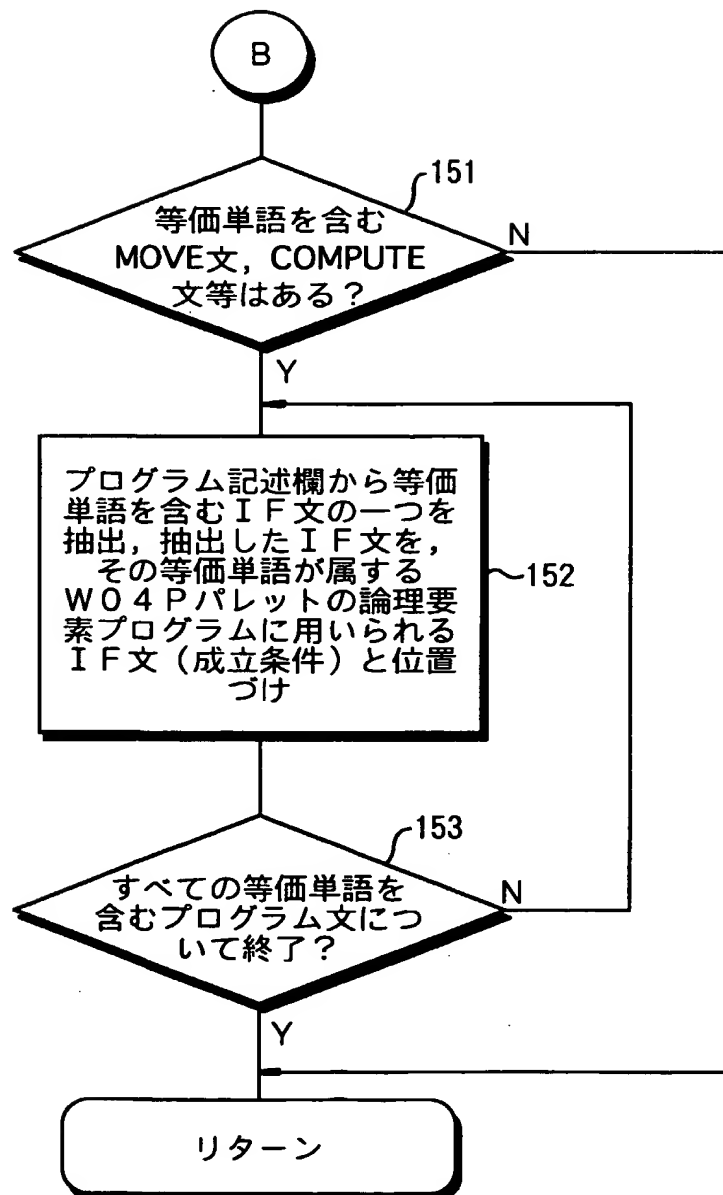 B
151
等価単語を含む
MOVE文，COMPUTE
文等はある？
N
Y
プログラム記述欄から等価
単語を含むＩＦ文の一つを
抽出，抽出したＩＦ文を，
その等価単語が属する
Ｗ０４Ｐパレットの論理要
素プログラムに用いられる
ＩＦ文（成立条件）と位置
づけ
152
153
すべての等価単語を
含むプログラム文につ
いて終了？
N
Y
リターン